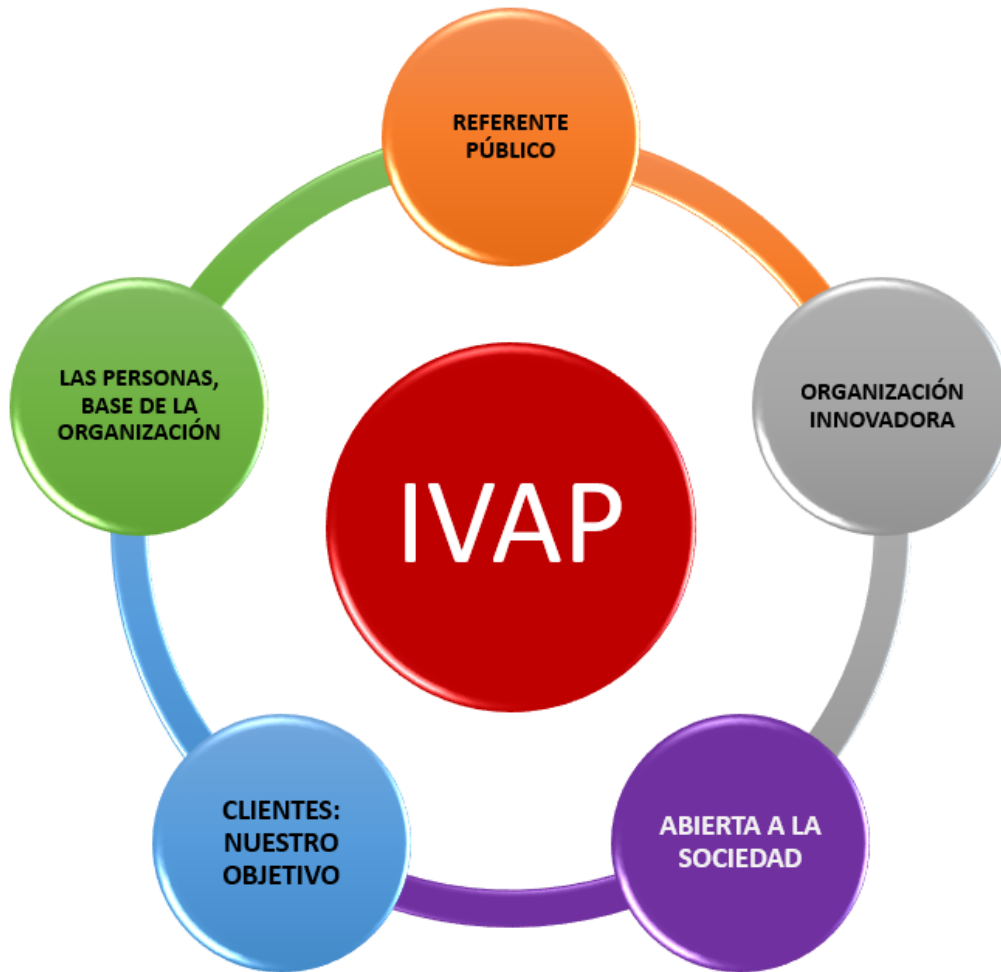 REFERENTE
PÚBLICO
ORGANIZACIÓN
INNOVADORA
ABIERTA A LA
SOCIEDAD
CLIENTES:
NUESTRO
OBJETIVO
LAS PERSONAS,
BASE DE LA
ORGANIZACIÓN
IVAP